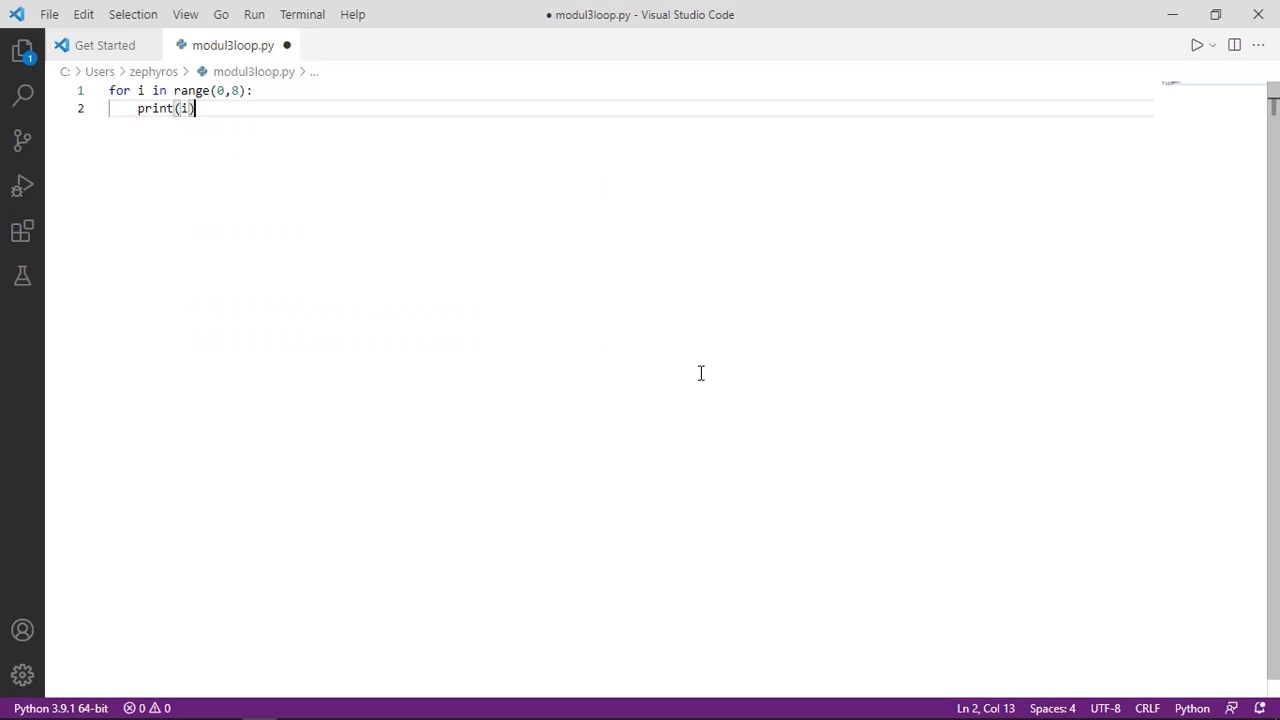 File Edit Selection View Go Run Terminal Help
● modul3loop.py - Visual Studio Code
Get Started
modul3loop.py ●
C: > Users > zephyros > modul3loop.py > ...
1 for i in range(0,8):
2     print(i)
1
Python 3.9.1 64-bit 0 0 Ln 2, Col 13 Spaces: 4 UTF-8 CRLF Python